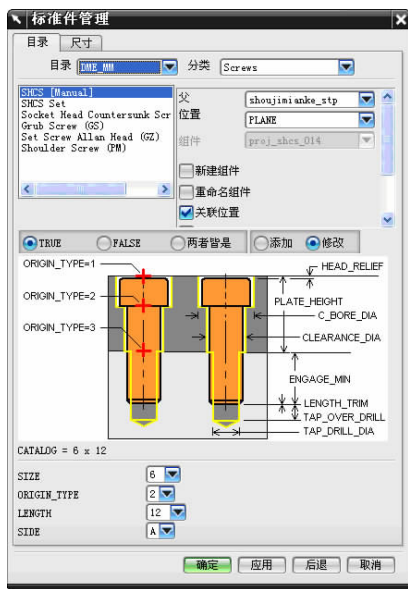 标准件管理
目录 尺寸
目录 DME_MM 分类 Screws
SHCS [Manual]
SHCS Set
Socket Head Countersunk Scr
Grub Screw (GS)
Set Screw Allan Head (GZ)
Shoulder Screw (PM)
父 shoujimianke_stp
位置 PLANE
组件 proj_shcs_014
新建组件
重命名组件
关联位置
TRUE FALSE 两者皆是 添加 修改
ORIGIN_TYPE=1
ORIGIN_TYPE=2
ORIGIN_TYPE=3
HEAD_RELIEF
PLATE_HEIGHT
C_BORE_DIA
CLEARANCE_DIA
ENGAGE_MIN
LENGTH_TRIM
TAP_OVER_DRILL
TAP_DRILL_DIA
CATALOG = 6 x 12
SIZE 6
ORIGIN_TYPE 2
LENGTH 12
SIDE A
确定 应用 后退 取消